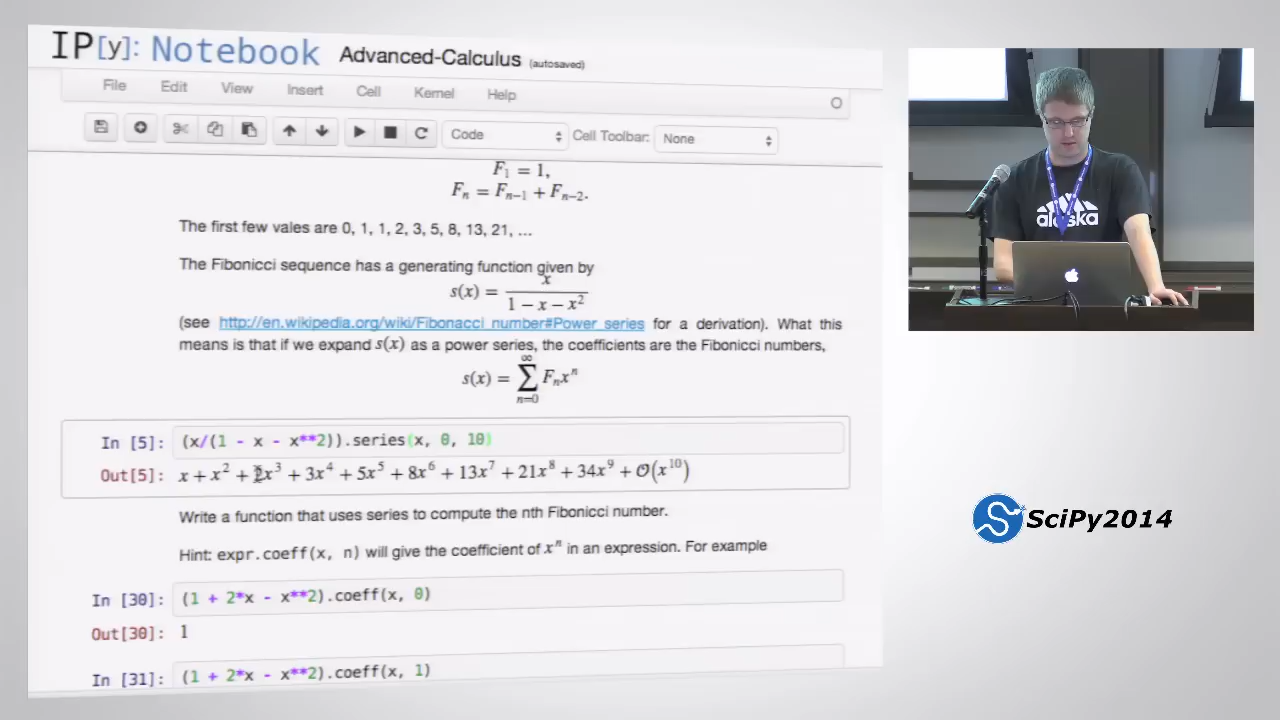 IP[y]: Notebook Advanced-Calculus (autosaved)
File Edit View Insert Cell Kernel Help
Code Cell Toolbar: None
F₁ = 1,
Fₙ = Fₙ₋₁ + Fₙ₋₂.
The first few vales are 0, 1, 1, 2, 3, 5, 8, 13, 21, ...
The Fibonicci sequence has a generating function given by
s(x) = x / (1 − x − x²)
(see http://en.wikipedia.org/wiki/Fibonacci_number#Power_series for a derivation). What this
means is that if we expand s(x) as a power series, the coefficients are the Fibonicci numbers,
s(x) = ∑ₙ₌₀^∞ Fₙxⁿ
In [5]: (x/(1 - x - x**2)).series(x, 0, 10)
Out[5]: x + x² + 2x³ + 3x⁴ + 5x⁵ + 8x⁶ + 13x⁷ + 21x⁸ + 34x⁹ + O(x¹⁰)
Write a function that uses series to compute the nth Fibonicci number.
Hint: expr.coeff(x, n) will give the coefficient of xⁿ in an expression. For example
In [30]: (1 + 2*x - x**2).coeff(x, 0)
Out[30]: 1
In [31]: (1 + 2*x - x**2).coeff(x, 1)
alaska
SciPy2014